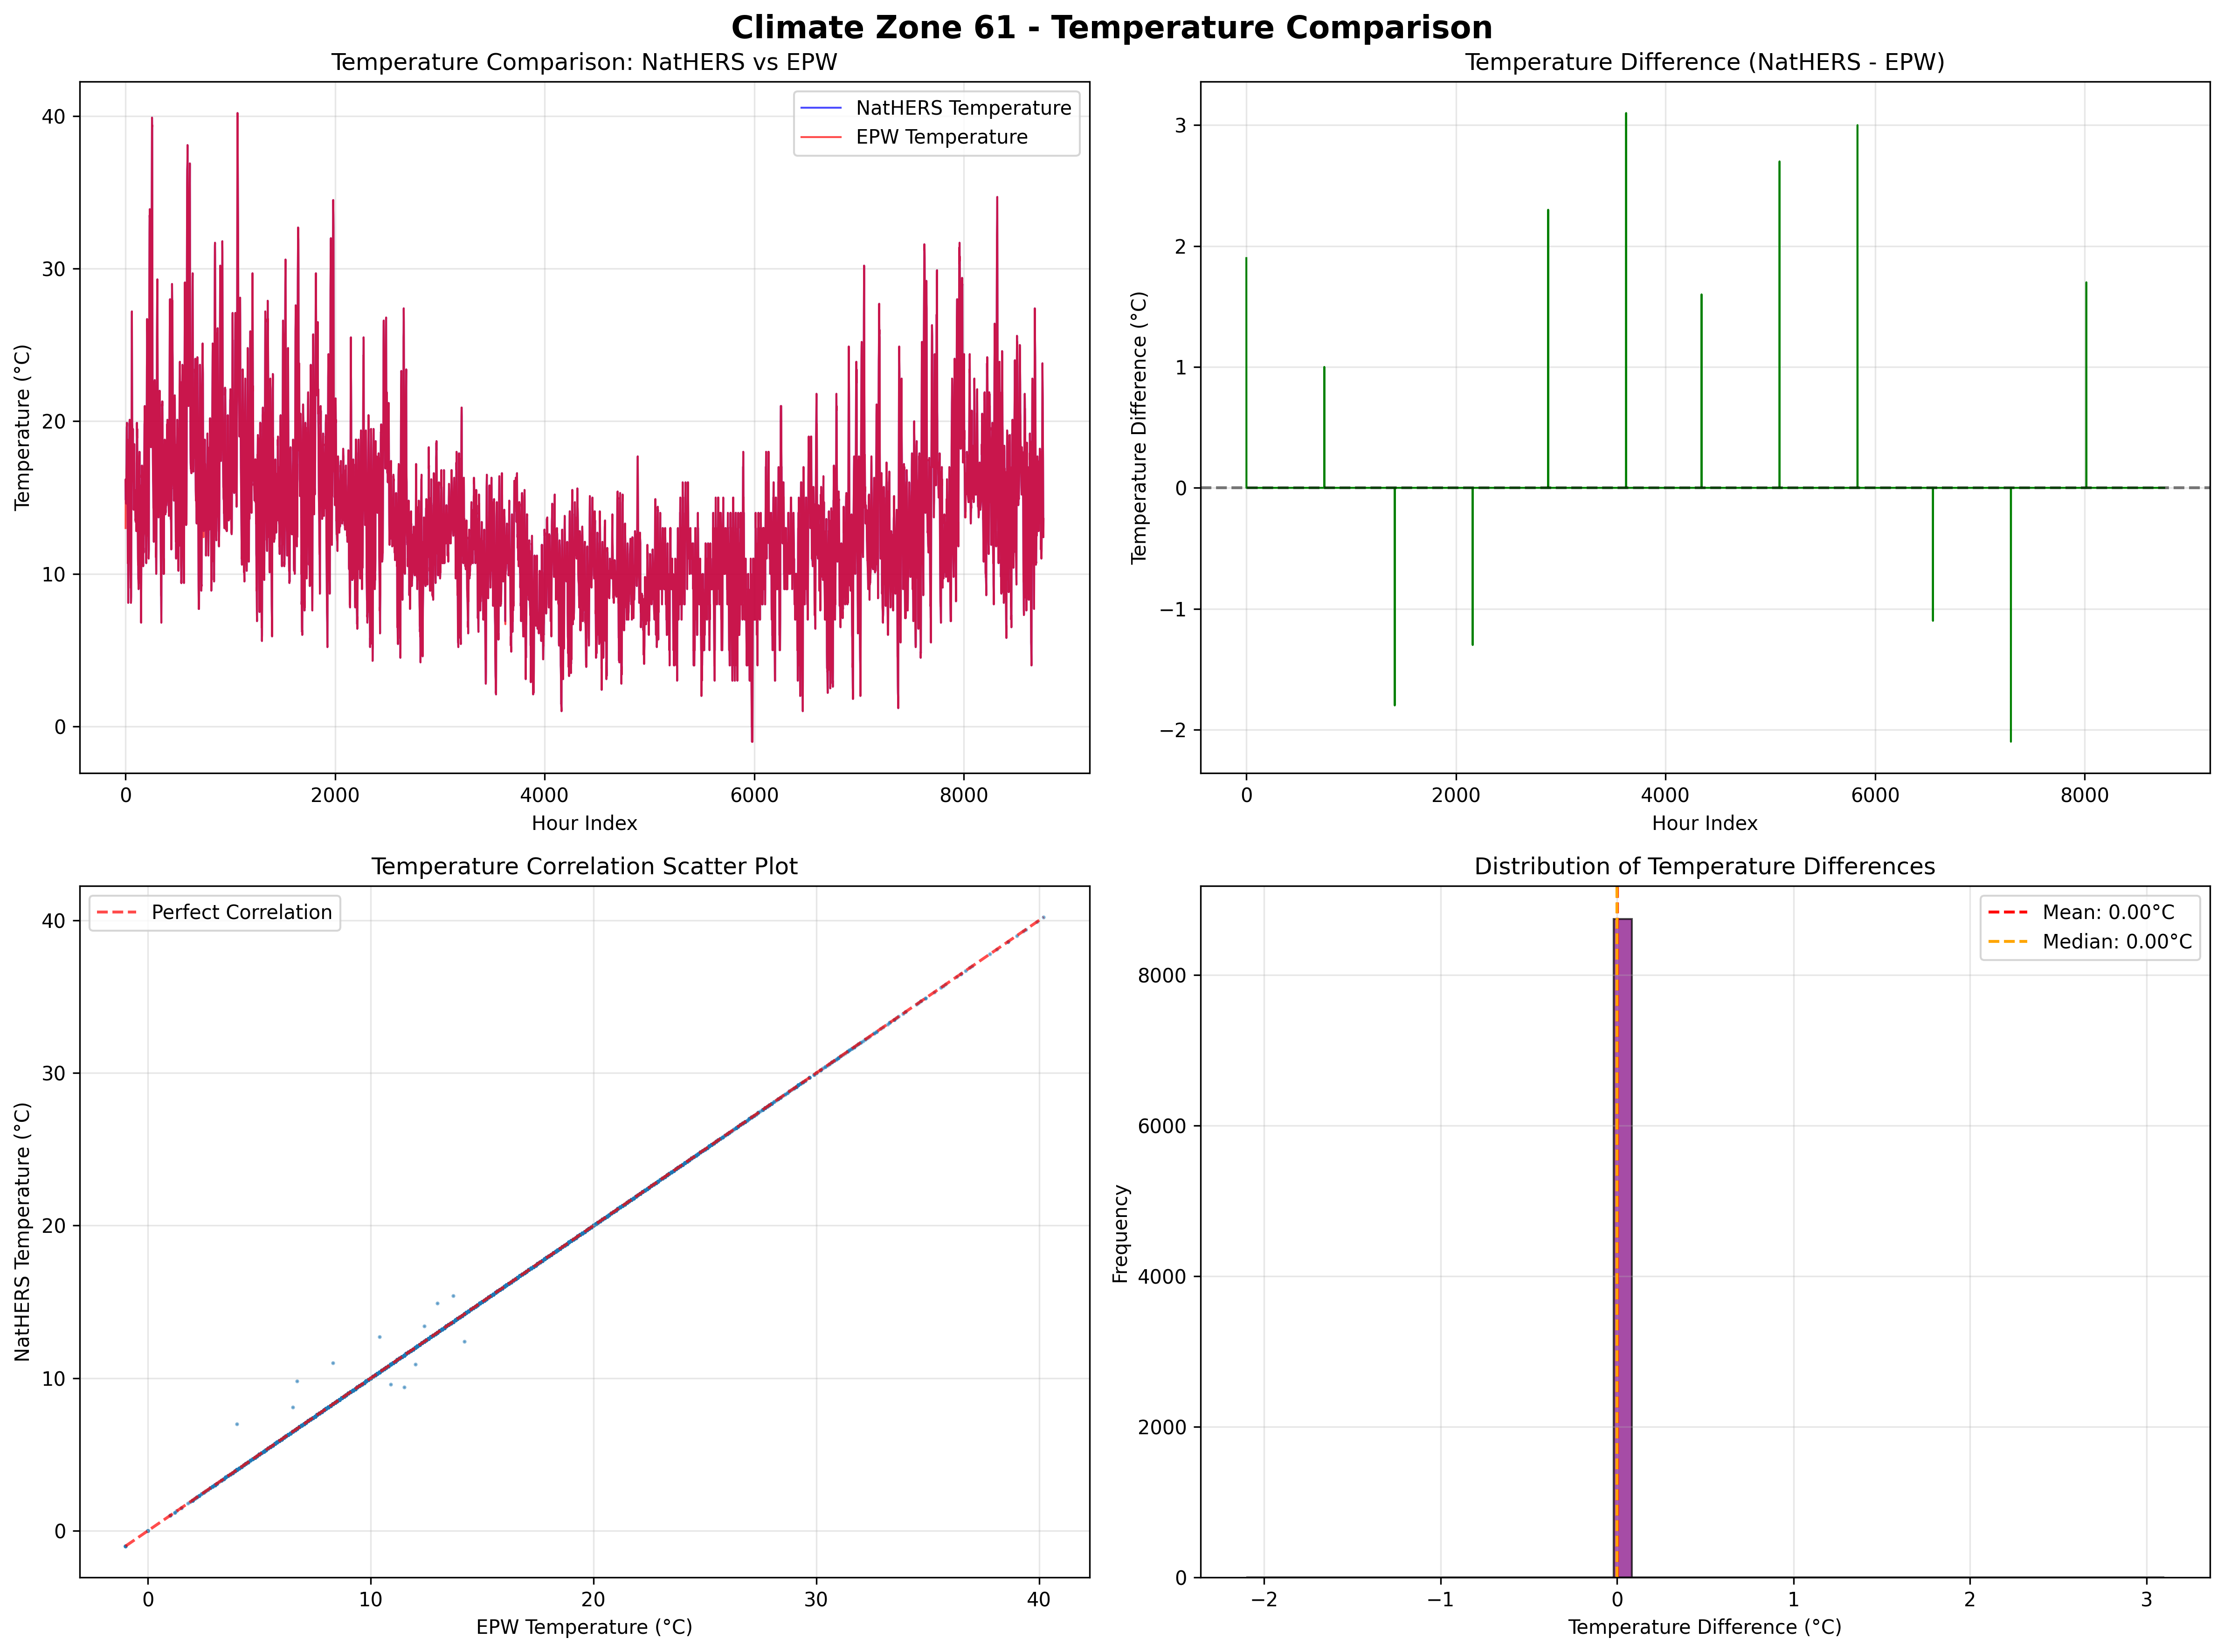 Climate Zone 61 - Temperature Comparison
Temperature Comparison: NatHERS vs EPW
NatHERS Temperature
EPW Temperature
Temperature (°C)
40
30
20
10
0
0 2000 4000 6000 8000
Hour Index
Temperature Difference (NatHERS - EPW)
Temperature Difference (°C)
3
2
1
0
−1
−2
0 2000 4000 6000 8000
Hour Index
Temperature Correlation Scatter Plot
Perfect Correlation
NatHERS Temperature (°C)
40
30
20
10
0
0 10 20 30 40
EPW Temperature (°C)
Distribution of Temperature Differences
Mean: 0.00°C
Median: 0.00°C
Frequency
8000
6000
4000
2000
0
−2 −1 0 1 2 3
Temperature Difference (°C)